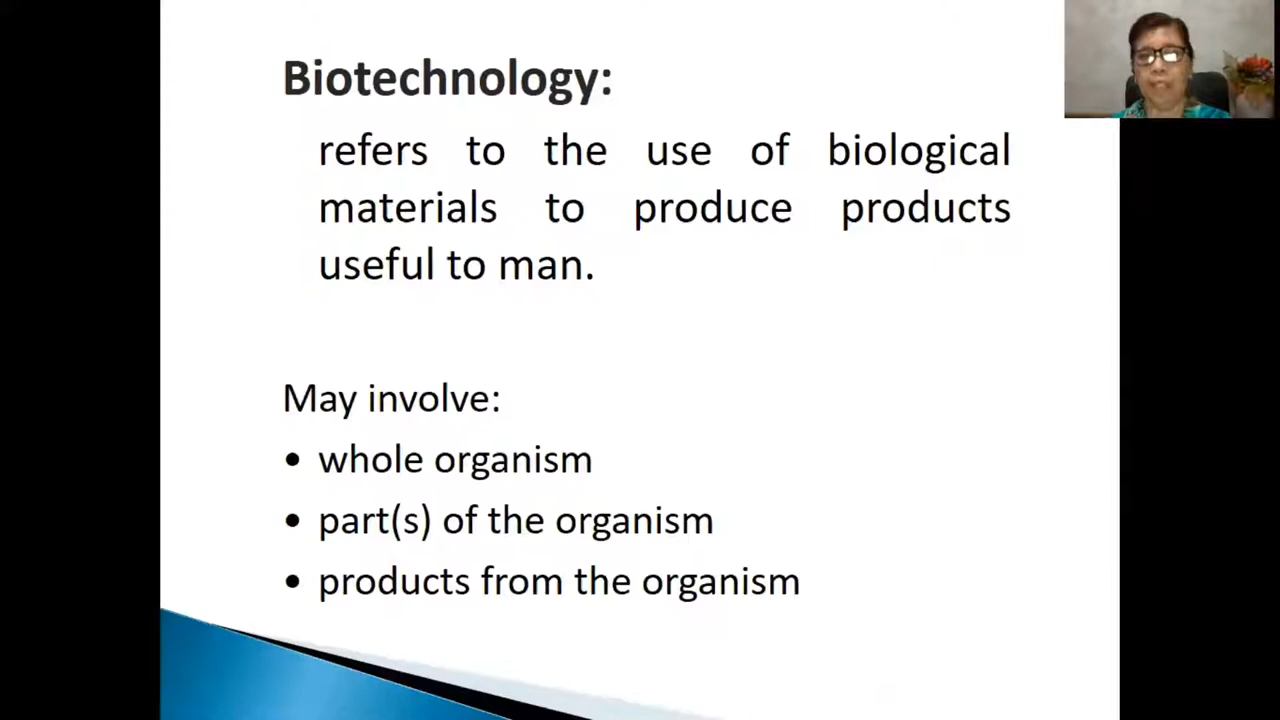 Biotechnology:
refers to the use of biological
materials to produce products
useful to man.
May involve:
• whole organism
• part(s) of the organism
• products from the organism